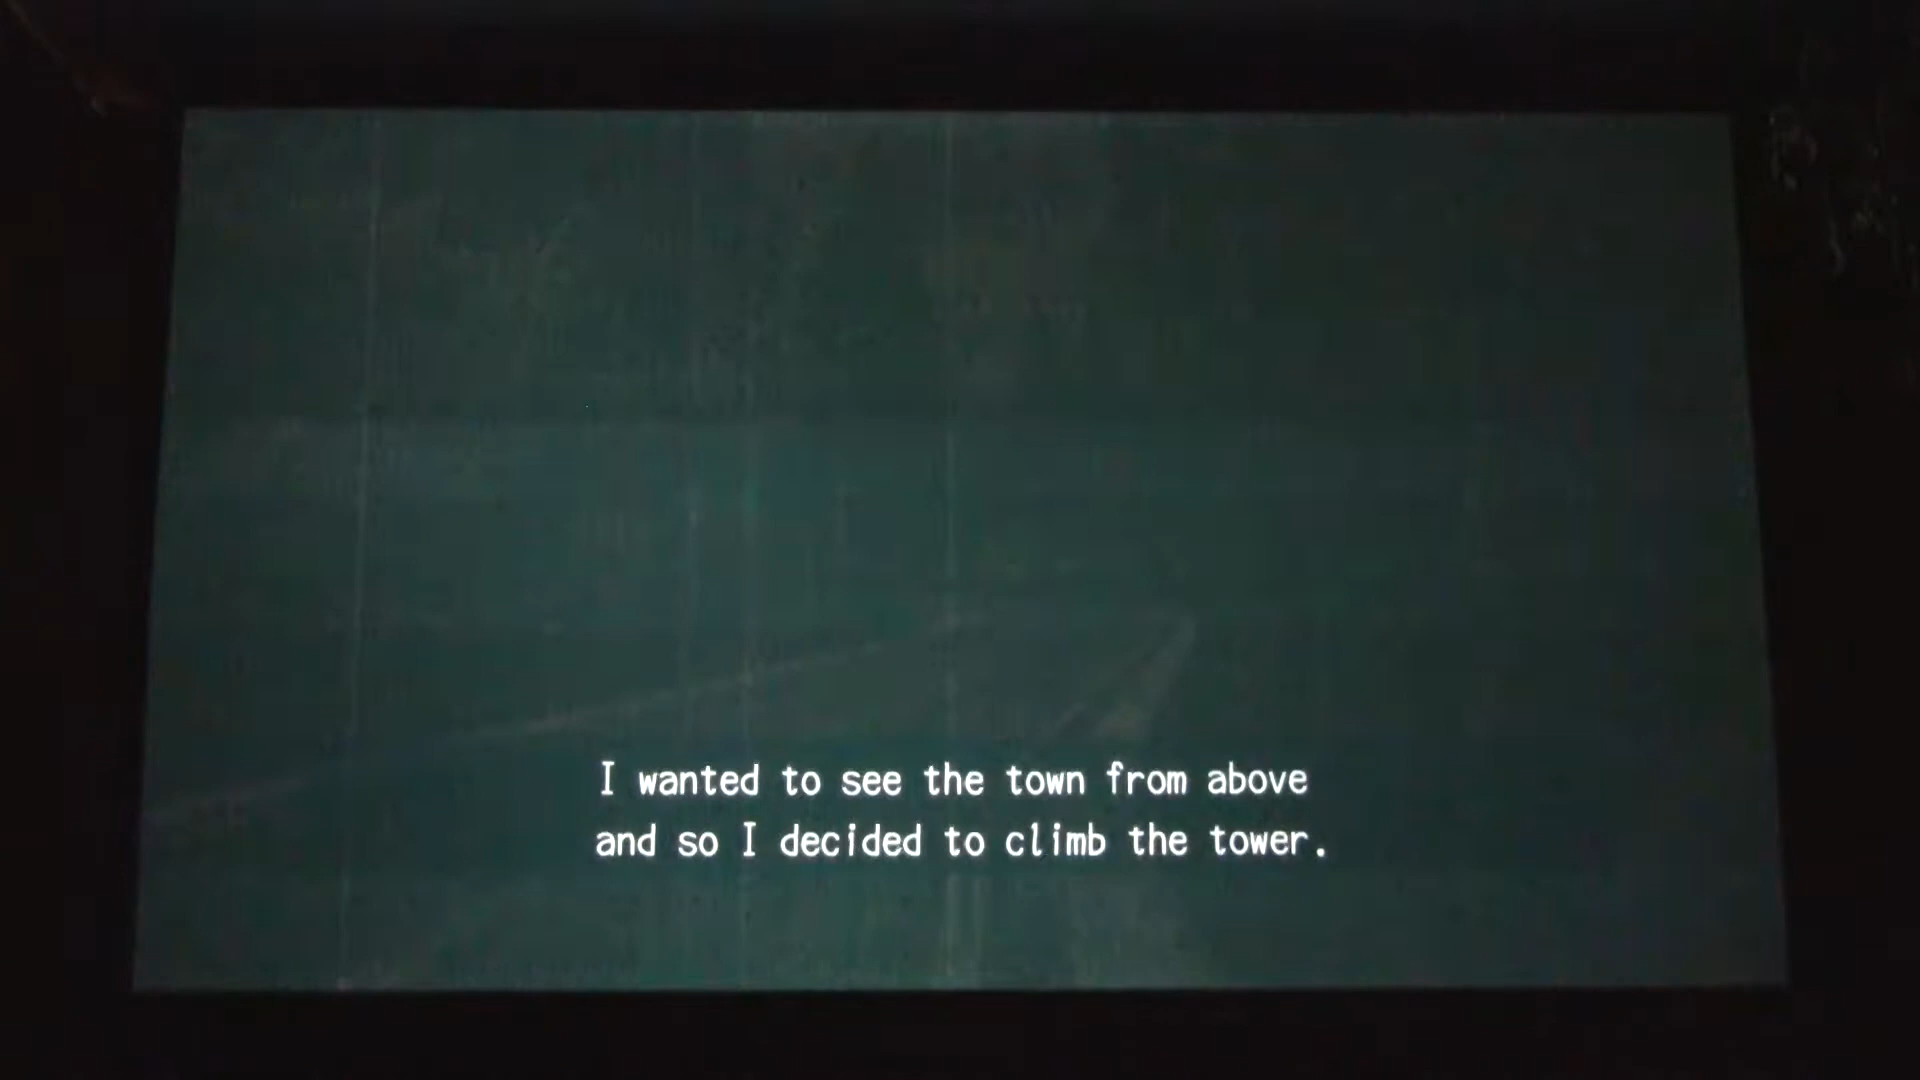 I wanted to see the town from above
and so I decided to climb the tower.